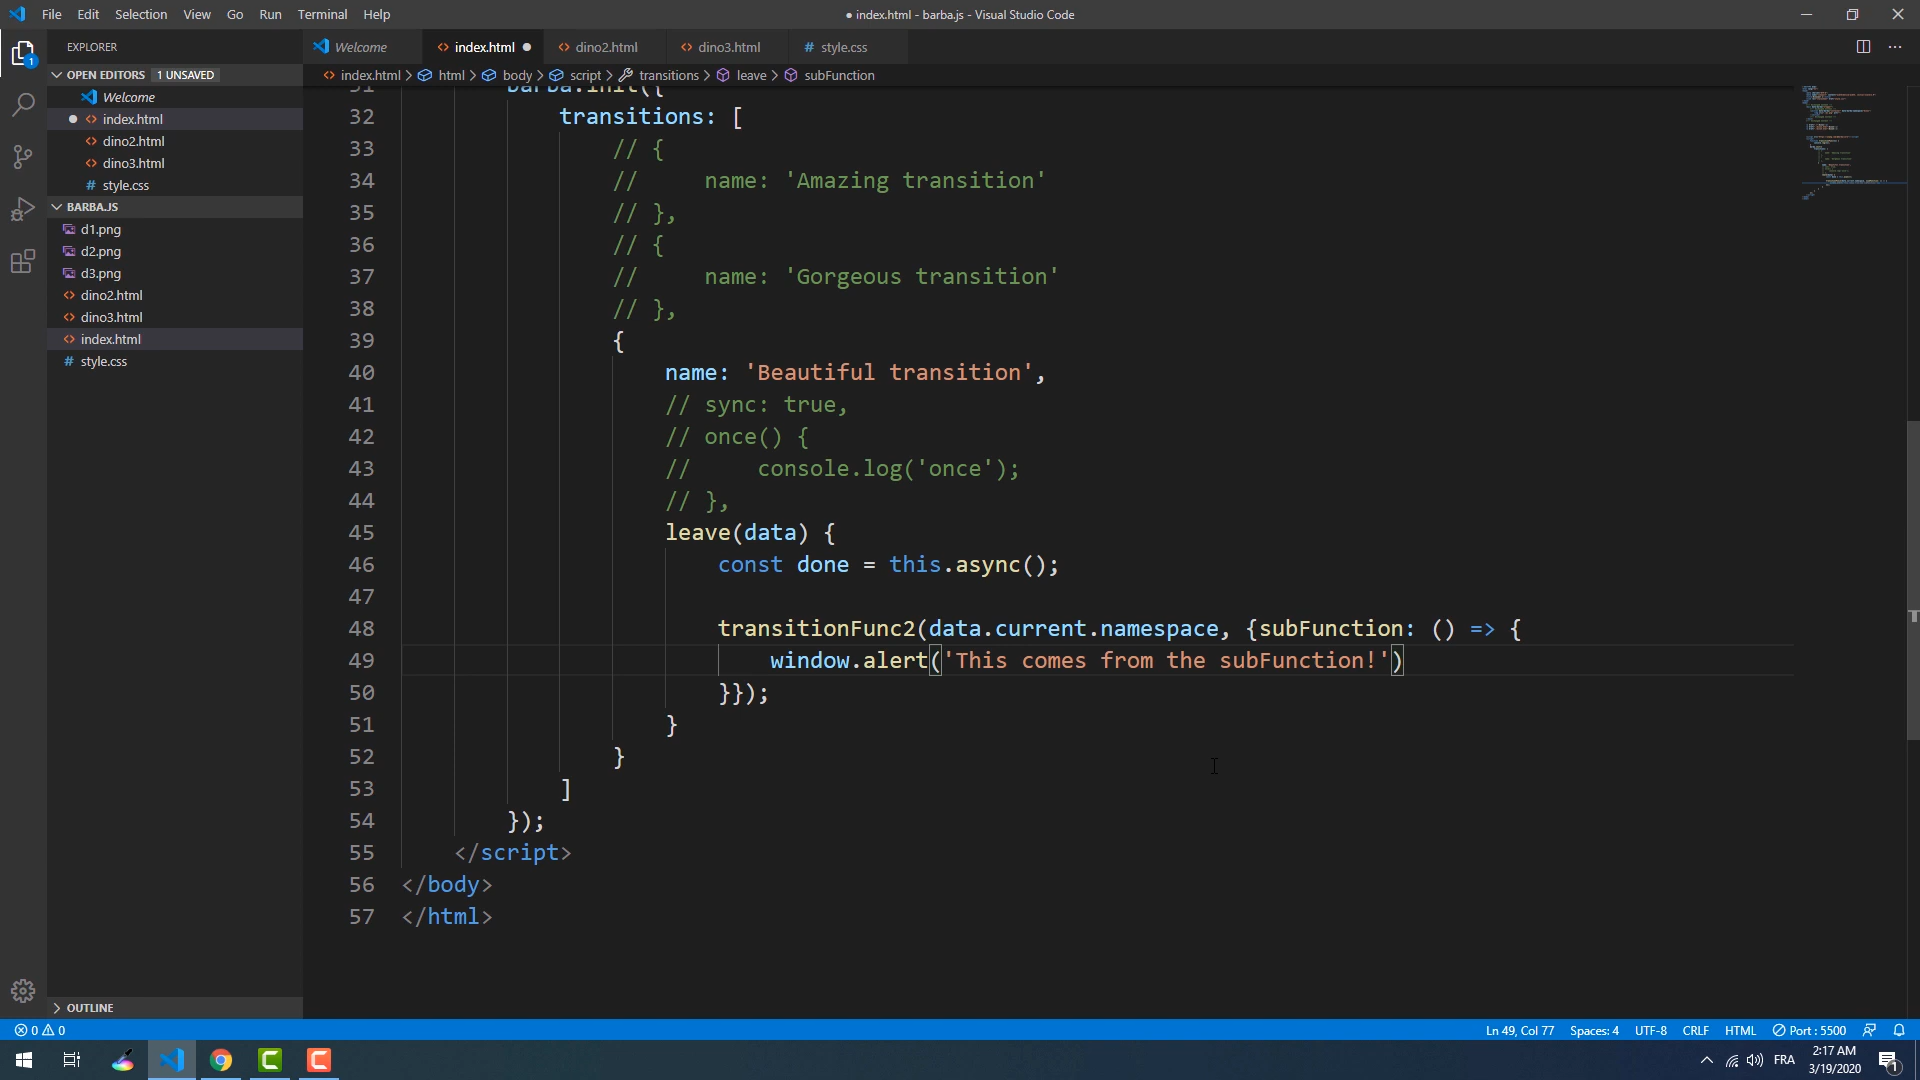 File Edit Selection View Go Run Terminal Help
● index.html - barba.js - Visual Studio Code
EXPLORER
Welcome
index.html
dino2.html
dino3.html
# style.css
OPEN EDITORS 1 UNSAVED
index.html > html > body > script > transitions > leave > subFunction
Welcome
index.html
dino2.html
dino3.html
# style.css
BARBA.JS
d1.png
d2.png
d3.png
dino2.html
dino3.html
index.html
# style.css
OUTLINE
31 barba.init({
32 transitions: [
33 // {
34 // name: 'Amazing transition'
35 // },
36 // {
37 // name: 'Gorgeous transition'
38 // },
39 {
40 name: 'Beautiful transition',
41 // sync: true,
42 // once() {
43 // console.log('once');
44 // },
45 leave(data) {
46 const done = this.async();
47
48 transitionFunc2(data.current.namespace, {subFunction: () => {
49 window.alert('This comes from the subFunction!')
50 }});
51 }
52 }
53 ]
54 });
55 </script>
56 </body>
57 </html>
0 0
Ln 49, Col 77 Spaces: 4 UTF-8 CRLF HTML Port : 5500
FRA
2:17 AM
3/19/2020
1